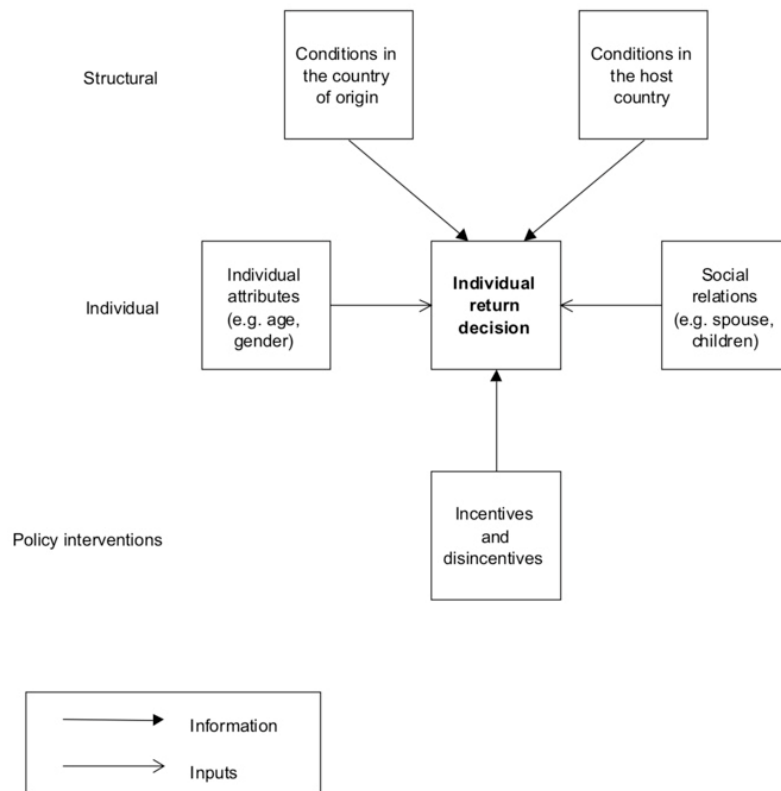 Structural
Conditions in
the country
of origin
Conditions in
the host
country
Individual
Individual
attributes
(e.g. age,
gender)
Individual
return
decision
Social
relations
(e.g. spouse,
children)
Policy interventions
Incentives
and
disincentives
Information
Inputs